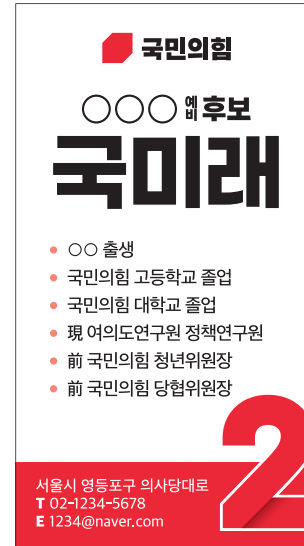 국민의힘
○○○ 예비후보
국미래
• ○○ 출생
• 국민의힘 고등학교 졸업
• 국민의힘 대학교 졸업
• 現 여의도연구원 정책연구원
• 前 국민의힘 청년위원장
• 前 국민의힘 당협위원장
2
서울시 영등포구 의사당대로
T 02-1234-5678
E 1234@naver.com